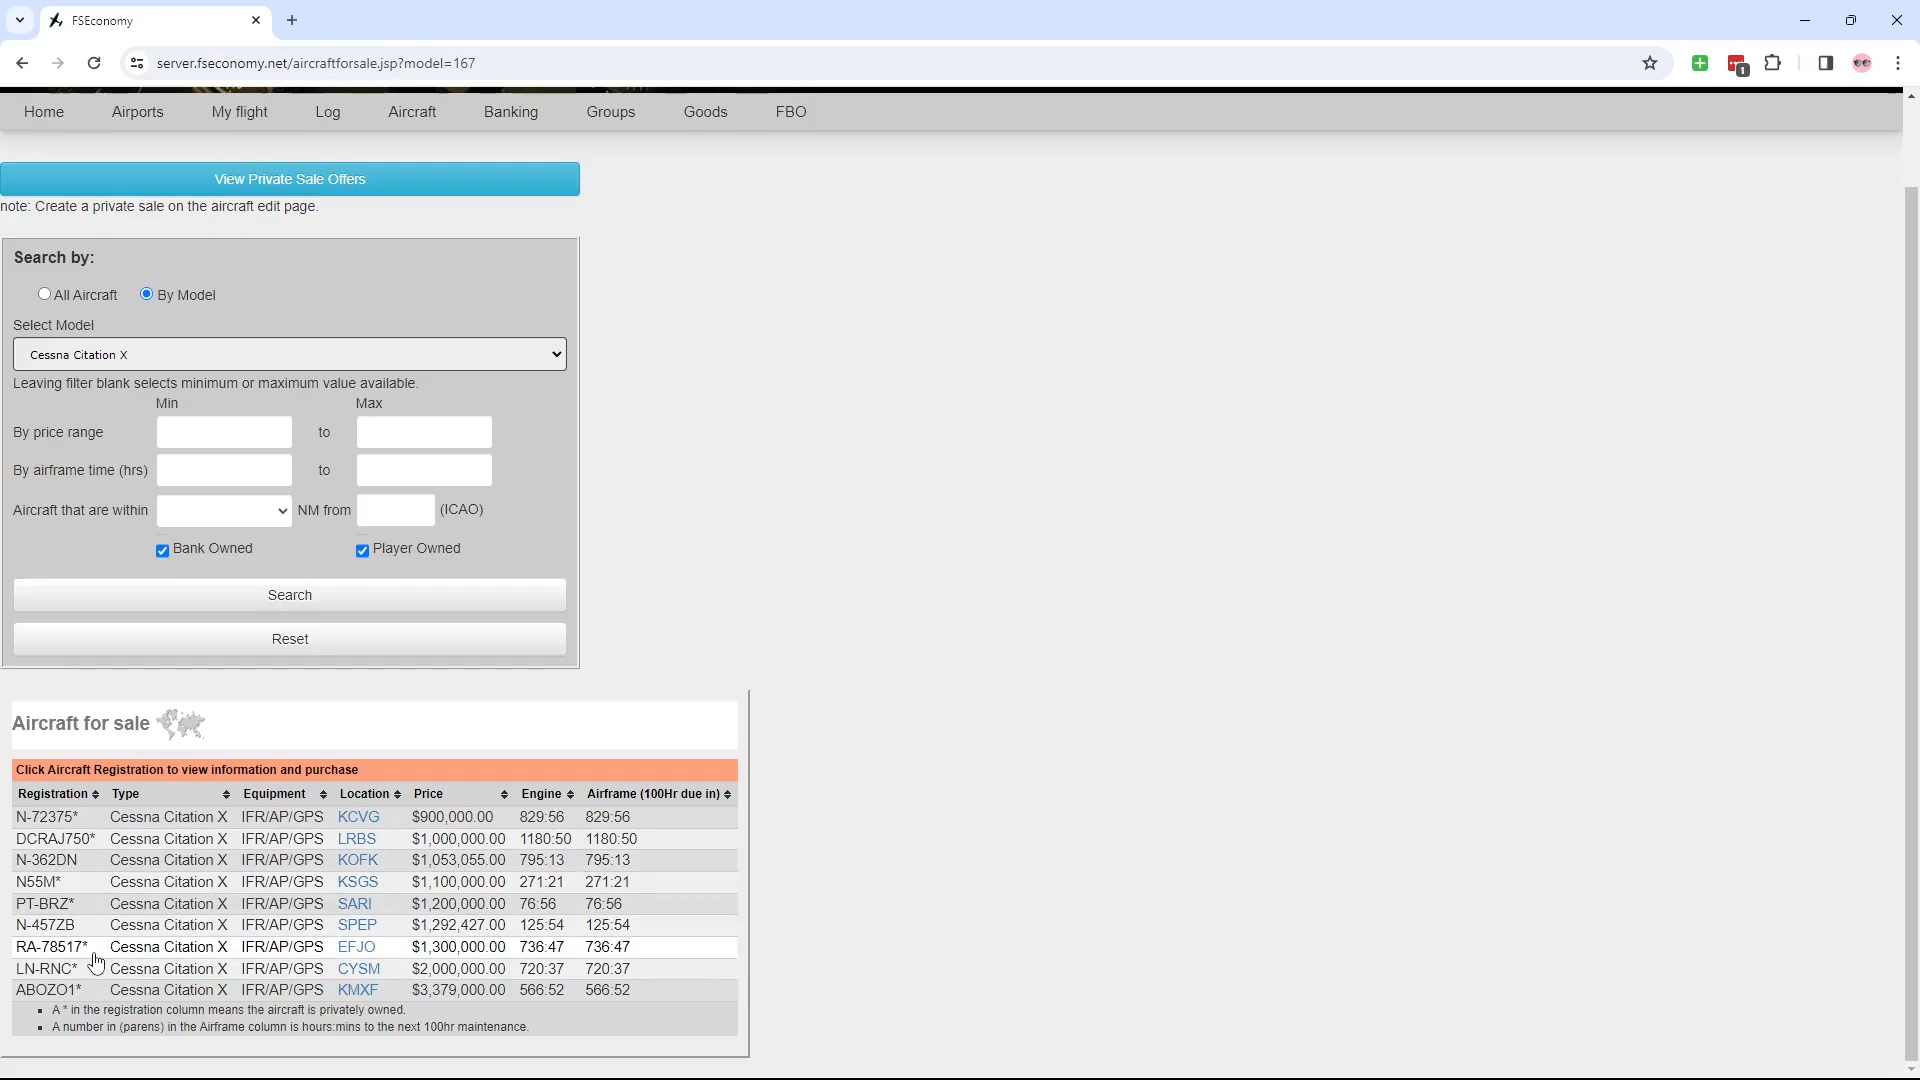 FSEconomy
server.fseconomy.net/aircraftforsale.jsp?model=167
1
Home Airports My flight Log Aircraft Banking Groups Goods FBO
View Private Sale Offers
note: Create a private sale on the aircraft edit page.
Search by:
All Aircraft By Model
Select Model
Cessna Citation X
Leaving filter blank selects minimum or maximum value available.
Min Max
By price range to
By airframe time (hrs) to
Aircraft that are within NM from (ICAO)
Bank Owned Player Owned
Search
Reset
Aircraft for sale
Click Aircraft Registration to view information and purchase
Registration Type Equipment Location Price Engine Airframe (100Hr due in)
N-72375* Cessna Citation X IFR/AP/GPS KCVG $900,000.00 829:56 829:56
DCRAJ750* Cessna Citation X IFR/AP/GPS LRBS $1,000,000.00 1180:50 1180:50
N-362DN Cessna Citation X IFR/AP/GPS KOFK $1,053,055.00 795:13 795:13
N55M* Cessna Citation X IFR/AP/GPS KSGS $1,100,000.00 271:21 271:21
PT-BRZ* Cessna Citation X IFR/AP/GPS SARI $1,200,000.00 76:56 76:56
N-457ZB Cessna Citation X IFR/AP/GPS SPEP $1,292,427.00 125:54 125:54
RA-78517* Cessna Citation X IFR/AP/GPS EFJO $1,300,000.00 736:47 736:47
LN-RNC* Cessna Citation X IFR/AP/GPS CYSM $2,000,000.00 720:37 720:37
ABOZO1* Cessna Citation X IFR/AP/GPS KMXF $3,379,000.00 566:52 566:52
A * in the registration column means the aircraft is privately owned.
A number in (parens) in the Airframe column is hours:mins to the next 100hr maintenance.